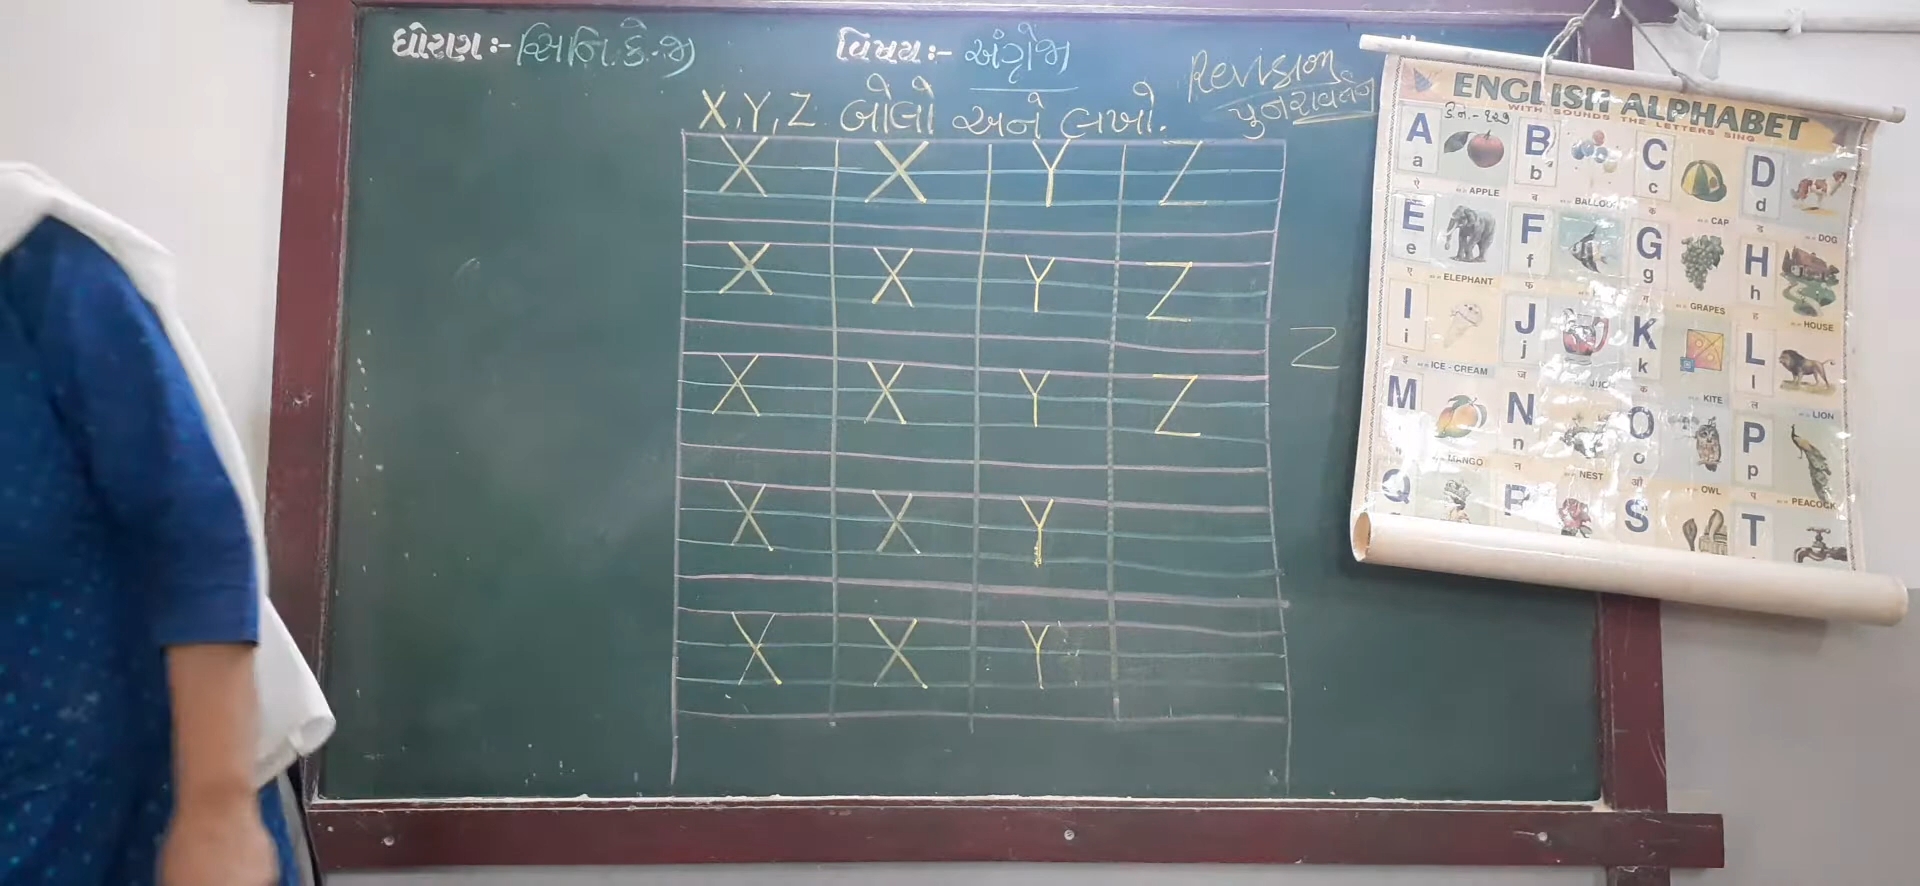 ધોરણ :- સિનિ. કે. જી
વિષય :- અંગ્રેજી
Revision
પુનરાવર્તન
X, Y, Z બોલો અને લખો.
X X Y Z
X X Y Z
X X Y Z
X X Y
X X Y
Z
ENGLISH ALPHABET
WITH SOUNDS THE LETTERS SING
A B C D
a b c d
APPLE BALLOON CAP DOG
E F G H
e f g h
ELEPHANT GRAPES HOUSE
I J K L
i j k l
ICE - CREAM JUG KITE LION
M N O P
n o p
MANGO NEST OWL PEACOCK
Q S T